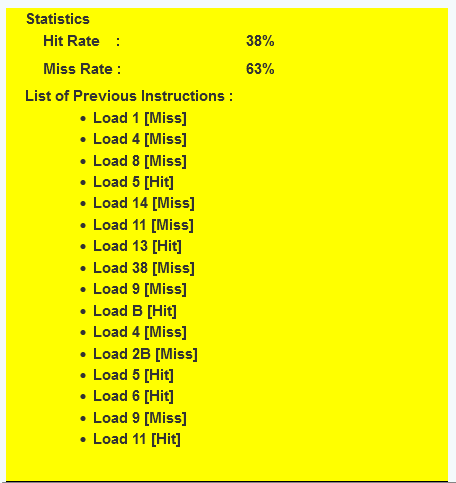 Statistics
Hit Rate : 38%
Miss Rate : 63%
List of Previous Instructions :
• Load 1 [Miss]
• Load 4 [Miss]
• Load 8 [Miss]
• Load 5 [Hit]
• Load 14 [Miss]
• Load 11 [Miss]
• Load 13 [Hit]
• Load 38 [Miss]
• Load 9 [Miss]
• Load B [Hit]
• Load 4 [Miss]
• Load 2B [Miss]
• Load 5 [Hit]
• Load 6 [Hit]
• Load 9 [Miss]
• Load 11 [Hit]